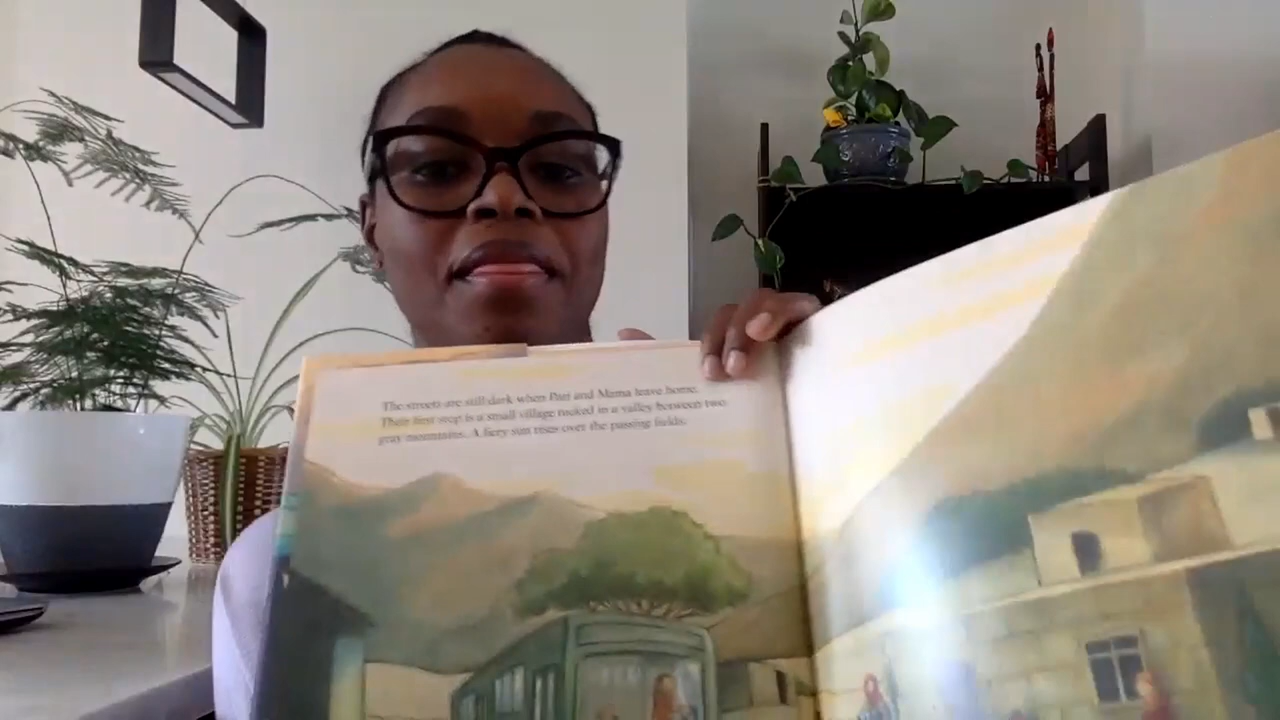 The streets are still dark when Pari and Mama leave home.
Their first stop is a small village tucked in a valley between two
gray mountains. A fiery sun rises over the passing fields.